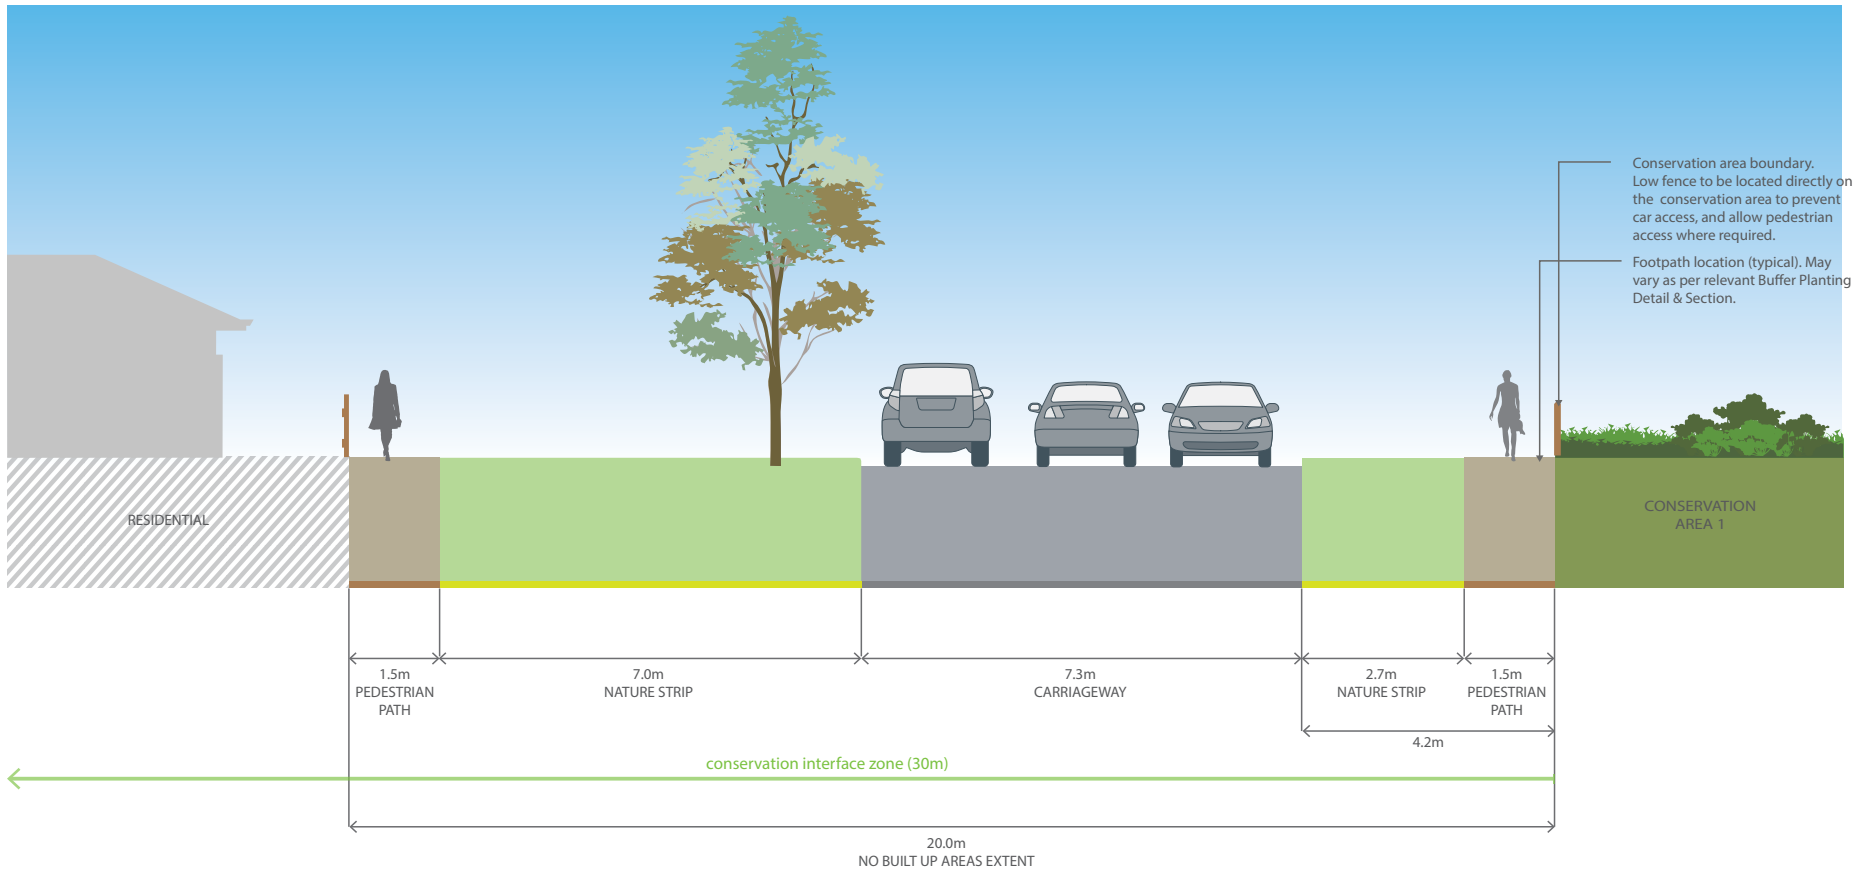 Conservation area boundary.
Low fence to be located directly on
the conservation area to prevent
car access, and allow pedestrian
access where required.
Footpath location (typical). May
vary as per relevant Buffer Planting
Detail & Section.
RESIDENTIAL
CONSERVATION
AREA 1
1.5m
PEDESTRIAN
PATH
7.0m
NATURE STRIP
7.3m
CARRIAGEWAY
2.7m
NATURE STRIP
1.5m
PEDESTRIAN
PATH
4.2m
conservation interface zone (30m)
20.0m
NO BUILT UP AREAS EXTENT